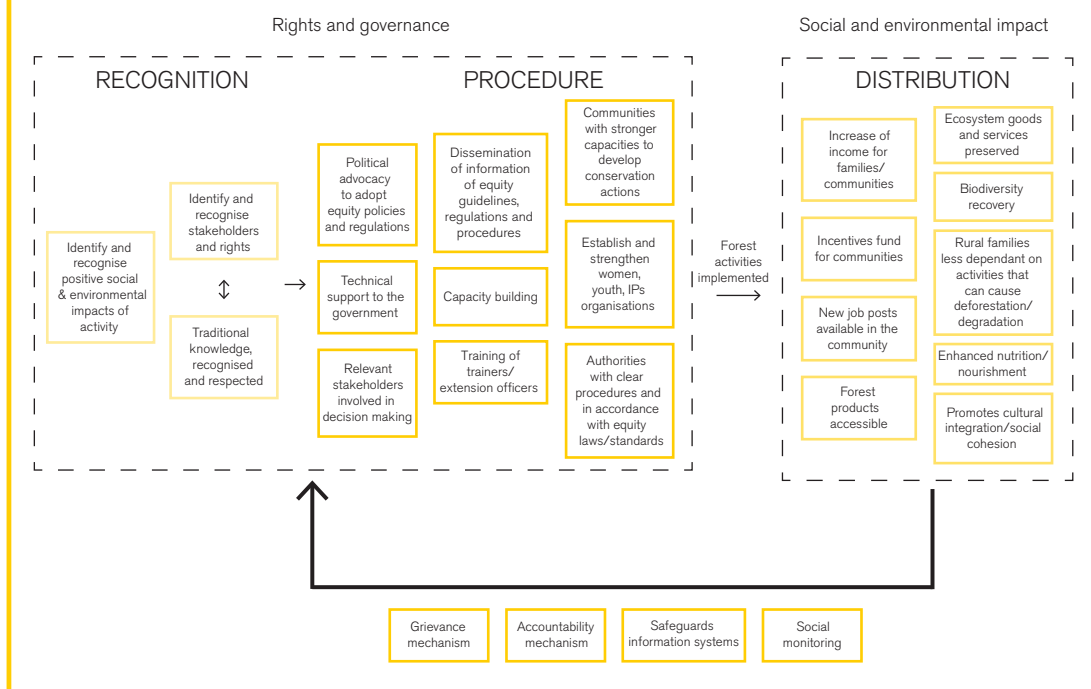 Rights and governance
Social and environmental impact
RECOGNITION
PROCEDURE
DISTRIBUTION
Identify and
recognise
positive social
& environmental
impacts of
activity
Identify and
recognise
stakeholders
and rights
Traditional
knowledge,
recognised
and respected
Political
advocacy
to adopt
equity policies
and regulations
Technical
support to the
government
Relevant
stakeholders
involved in
decision making
Dissemination
of information
of equity
guidelines,
regulations and
procedures
Capacity building
Training of
trainers/
extension officers
Communities
with stronger
capacities to
develop
conservation
actions
Establish and
strengthen
women,
youth, IPs
organisations
Authorities
with clear
procedures and
in accordance
with equity
laws/standards
Forest
activities
implemented
Increase of
income for
families/
communities
Incentives fund
for communities
New job posts
available in the
community
Forest
products
accessible
Ecosystem goods
and services
preserved
Biodiversity
recovery
Rural families
less dependant on
activities that
can cause
deforestation/
degradation
Enhanced nutrition/
nourishment
Promotes cultural
integration/social
cohesion
Grievance
mechanism
Accountability
mechanism
Safeguards
information systems
Social
monitoring